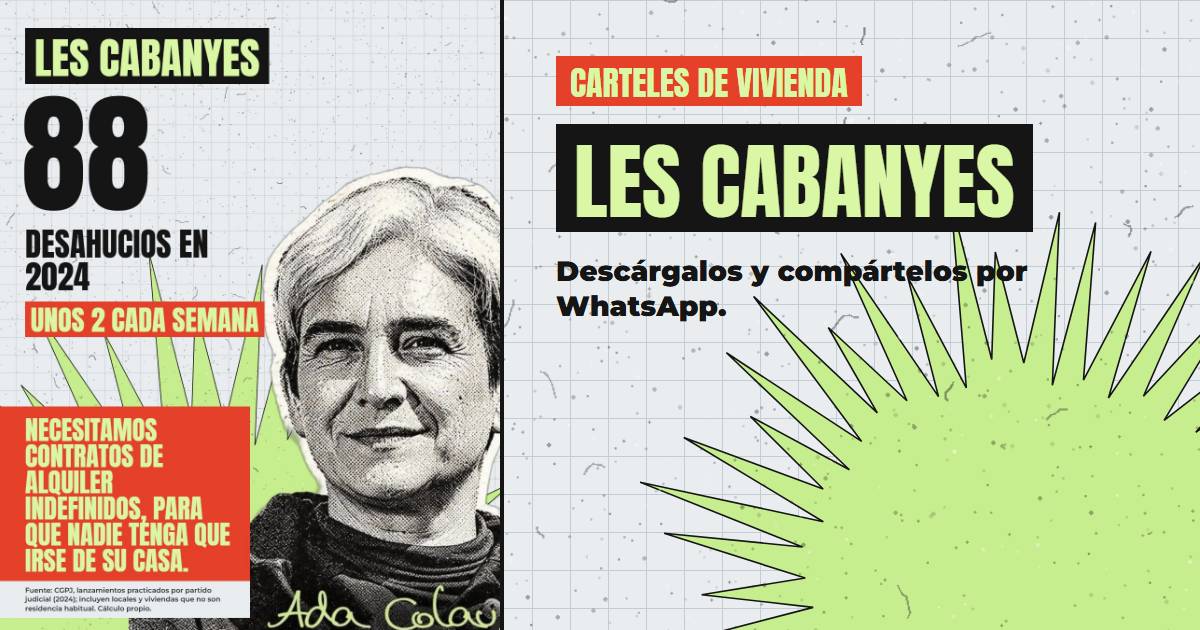 LES CABANYES
88
DESAHUCIOS EN
2024
UNOS 2 CADA SEMANA
NECESITAMOS
CONTRATOS DE
ALQUILER
INDEFINIDOS, PARA
QUE NADIE TENGA QUE
IRSE DE SU CASA.
Fuente: CGPJ, lanzamientos practicados por partido
judicial (2024); incluyen locales y viviendas que no son
residencia habitual. Cálculo propio.
Ada Colau
CARTELES DE VIVIENDA
LES CABANYES
Descárgalos y compártelos por
WhatsApp.